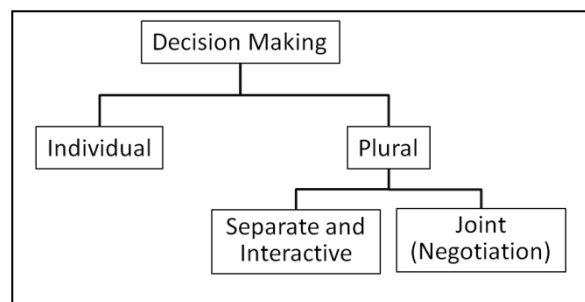 Decision Making
Individual
Plural
Separate and
Interactive
Joint
(Negotiation)